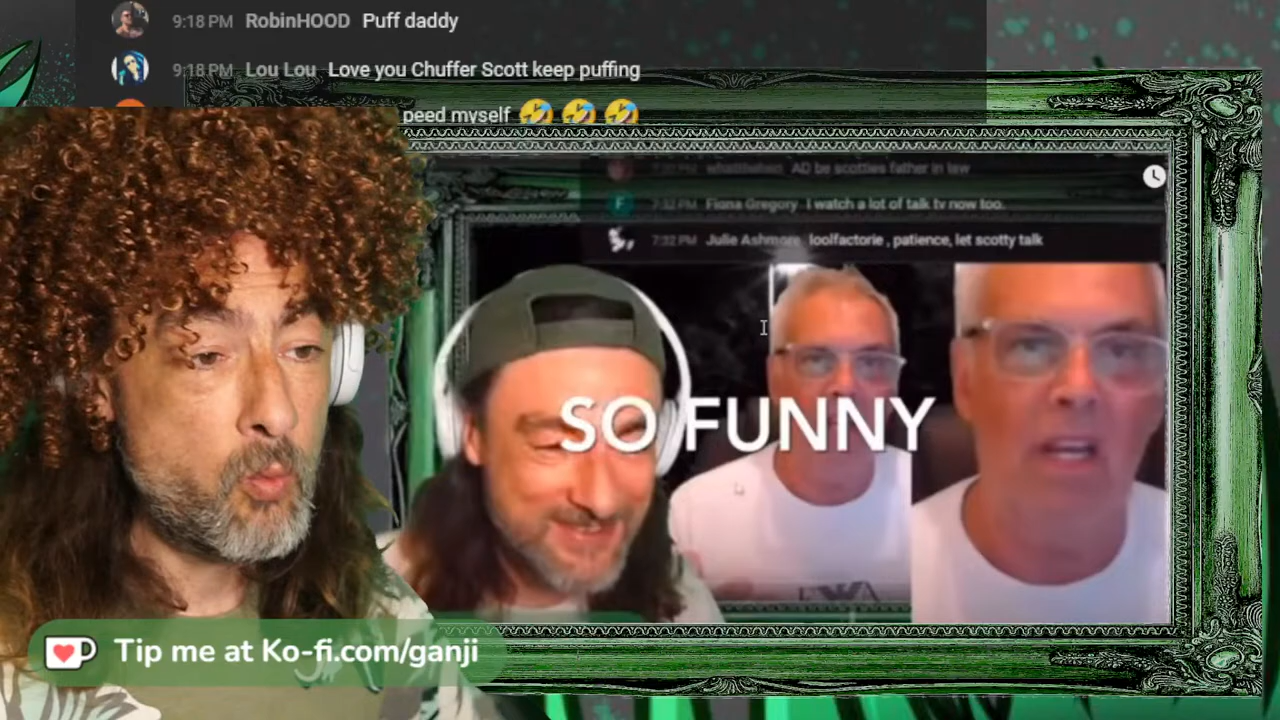 9:18 PM RobinHOOD Puff daddy
9:18 PM Lou Lou Love you Chuffer Scott keep puffing
peed myself 🤣 🤣 🤣
AD be scotties father in law
F 7:32 PM Fiona Gregory I watch a lot of talk tv now too.
7:32 PM Julie Ashmore loolfactorie , patience, let scotty talk
SO FUNNY
Tip me at Ko-fi.com/ganji